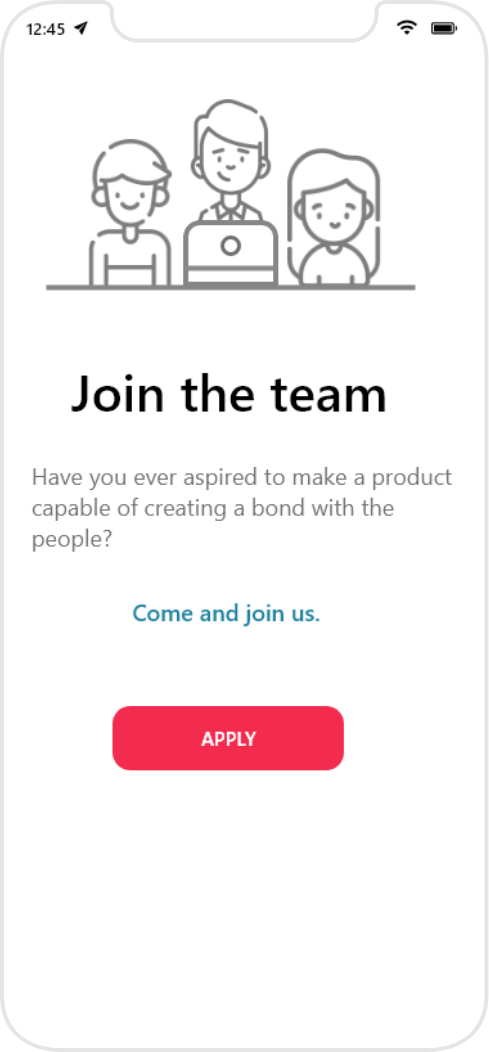 12:45
Join the team
Have you ever aspired to make a product
capable of creating a bond with the
people?
Come and join us.
APPLY